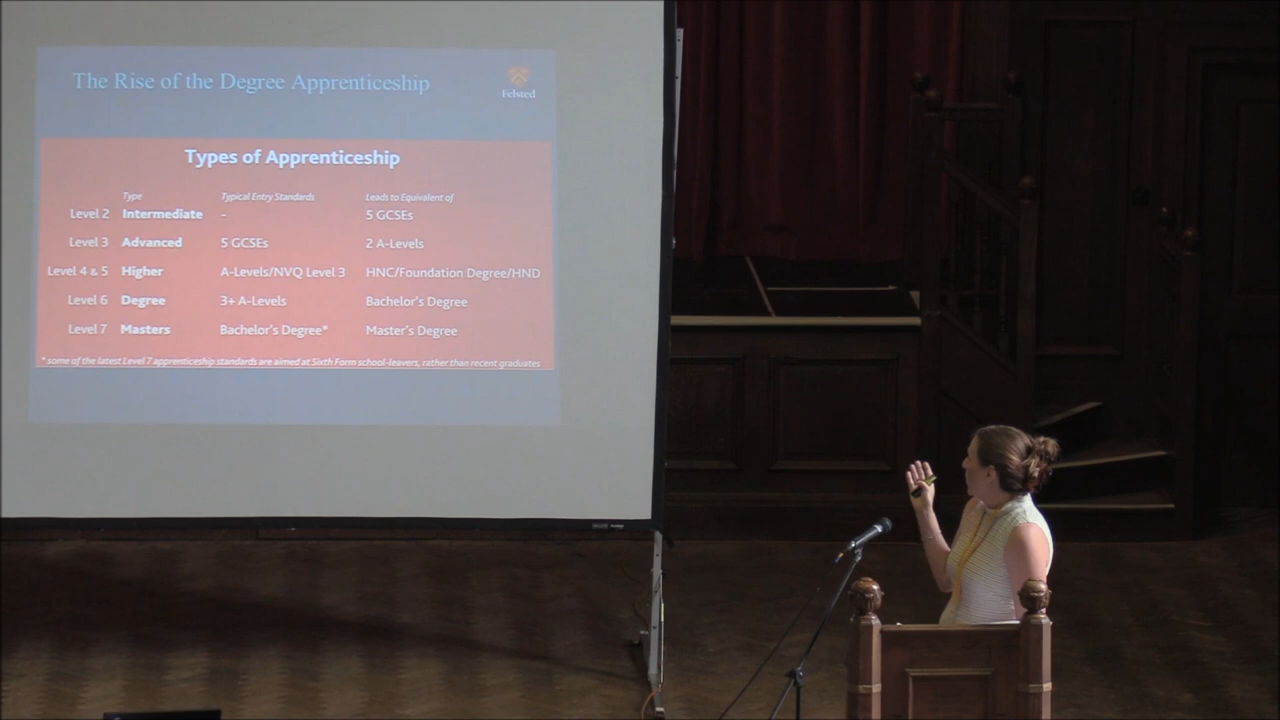 The Rise of the Degree Apprenticeship
Felsted
Types of Apprenticeship
Type Typical Entry Standards Leads to Equivalent of
Level 2 Intermediate - 5 GCSEs
Level 3 Advanced 5 GCSEs 2 A-Levels
Level 4 & 5 Higher A-Levels/NVQ Level 3 HNC/Foundation Degree/HND
Level 6 Degree 3+ A-Levels Bachelor's Degree
Level 7 Masters Bachelor's Degree* Master's Degree
* some of the latest Level 7 apprenticeship standards are aimed at Sixth Form school-leavers, rather than recent graduates